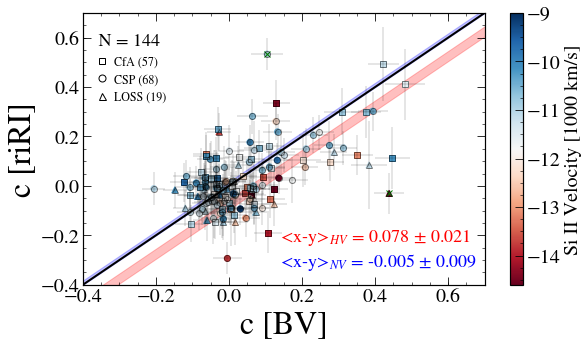 N = 144
CfA (57)
CSP (68)
LOSS (19)
<x-y>HV = 0.078 ± 0.021
<x-y>NV = -0.005 ± 0.009
0.6
0.4
0.2
0.0
−0.2
−0.4
c [riRI]
−0.4 −0.2 0.0 0.2 0.4 0.6
c [BV]
−9
−10
−11
−12
−13
−14
Si II Velocity [1000 km/s]